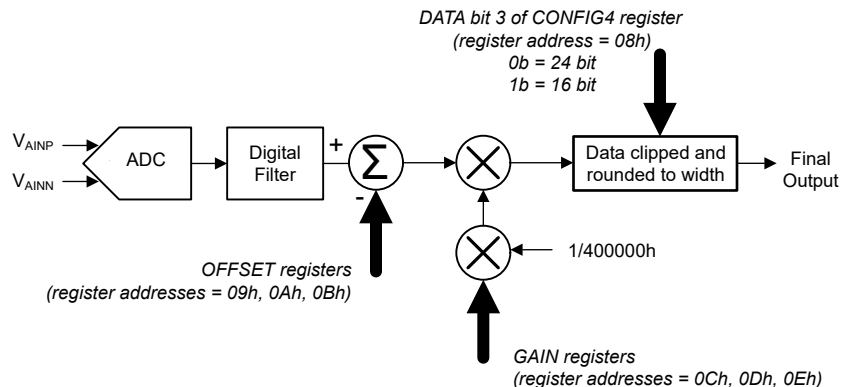 DATA bit 3 of CONFIG4 register
(register address = 08h)
0b = 24 bit
1b = 16 bit
VAINP
VAINN
ADC
Digital
Filter
+
Σ
-
Data clipped and
rounded to width
Final
Output
1/400000h
OFFSET registers
(register addresses = 09h, 0Ah, 0Bh)
GAIN registers
(register addresses = 0Ch, 0Dh, 0Eh)